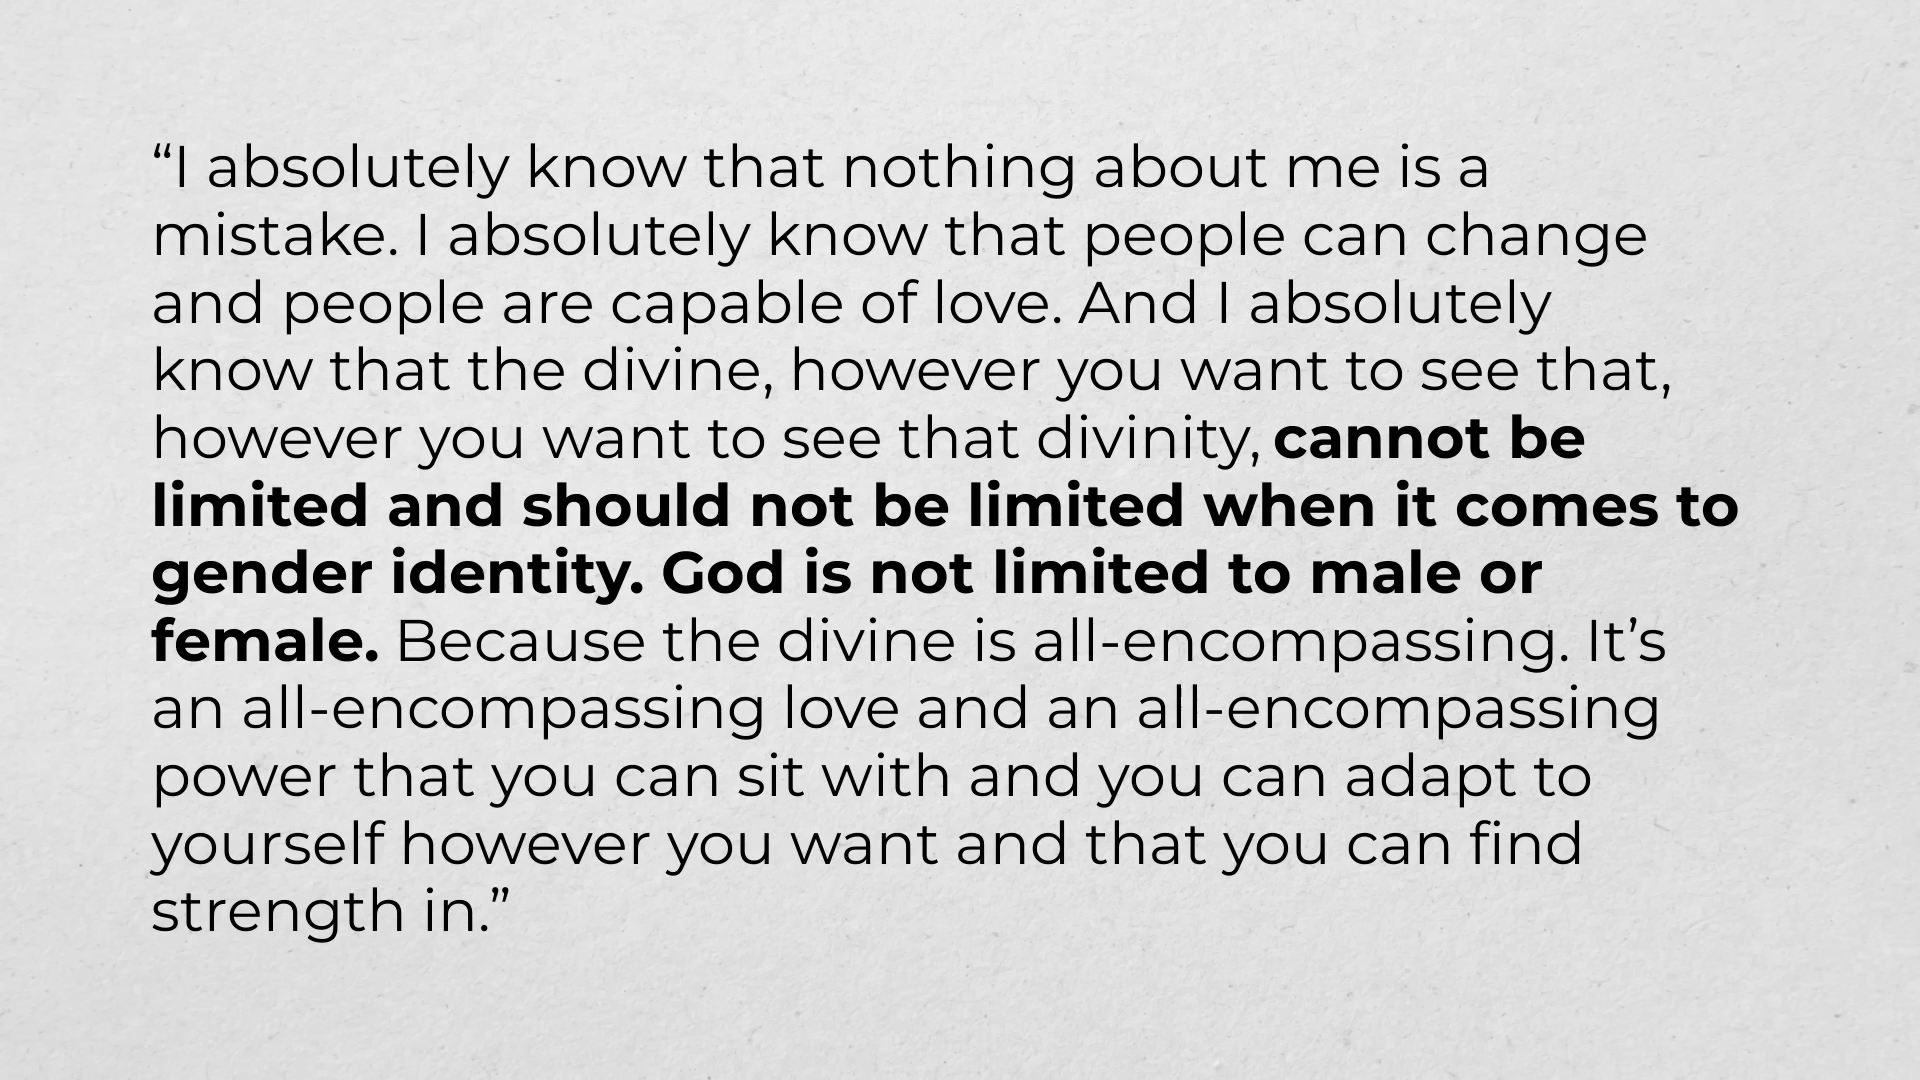 “I absolutely know that nothing about me is a
mistake. I absolutely know that people can change
and people are capable of love. And I absolutely
know that the divine, however you want to see that,
however you want to see that divinity, cannot be
limited and should not be limited when it comes to
gender identity. God is not limited to male or
female. Because the divine is all-encompassing. It’s
an all-encompassing love and an all-encompassing
power that you can sit with and you can adapt to
yourself however you want and that you can find
strength in.”